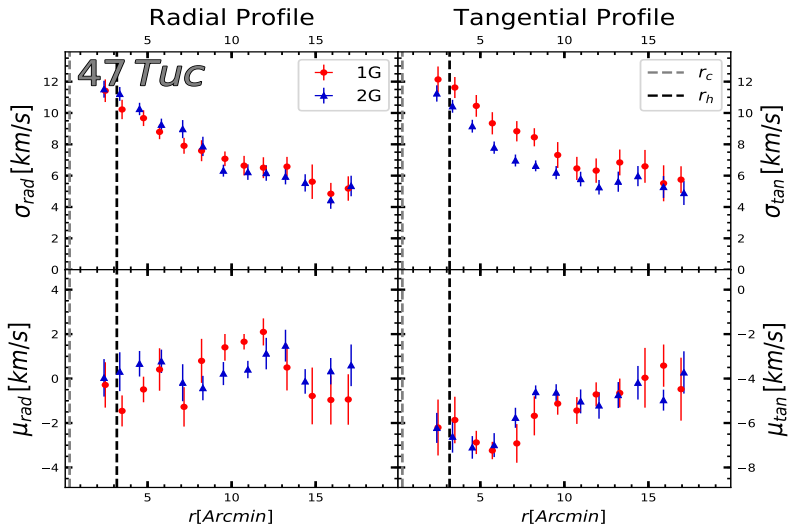 Radial Profile Tangential Profile
5 10 15 5 10 15
47 Tuc
1G
2G
r_c
r_h
12
10
8
6
4
2
0
σ_rad [km/s]
12
10
8
6
4
2
0
σ_tan [km/s]
2
0
−2
−4
μ_rad [km/s]
4
2
0
−2
−4
−6
−8
μ_tan [km/s]
5 10 15 5 10 15
r[Arcmin] r[Arcmin]